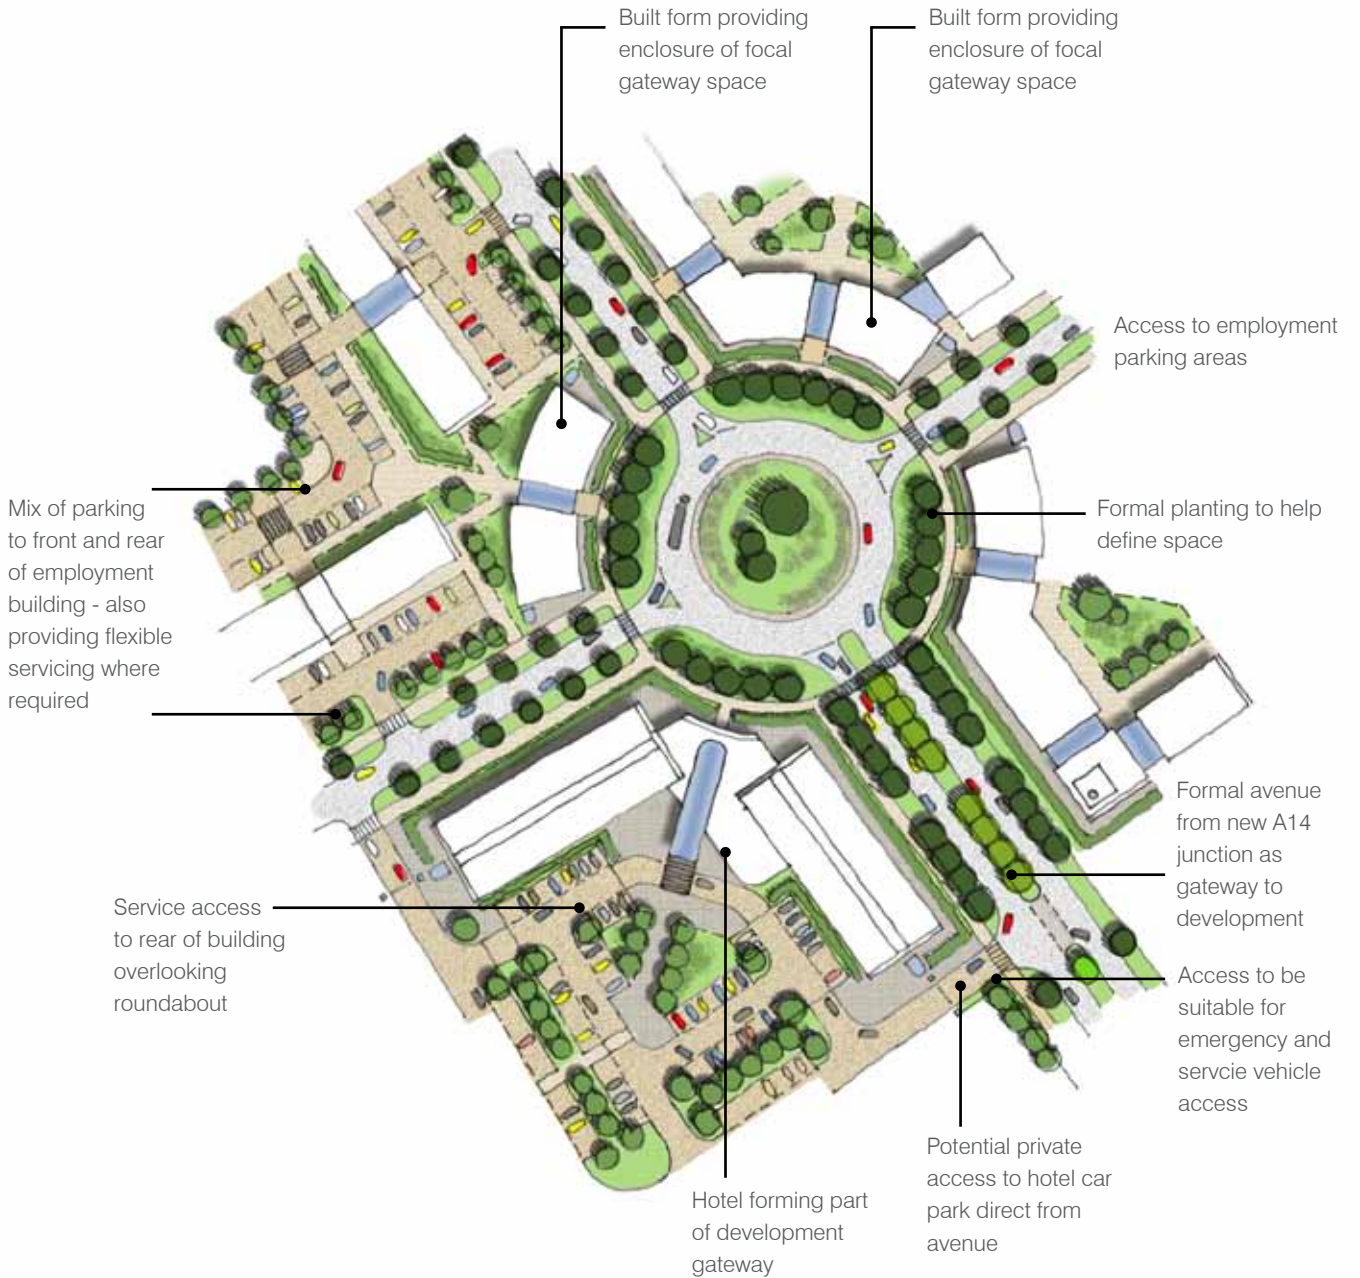 Built form providing
enclosure of focal
gateway space
Built form providing
enclosure of focal
gateway space
Access to employment
parking areas
Mix of parking
to front and rear
of employment
building - also
providing flexible
servicing where
required
Formal planting to help
define space
Formal avenue
from new A14
junction as
gateway to
development
Service access
to rear of building
overlooking
roundabout
Access to be
suitable for
emergency and
servcie vehicle
access
Potential private
access to hotel car
park direct from
avenue
Hotel forming part
of development
gateway